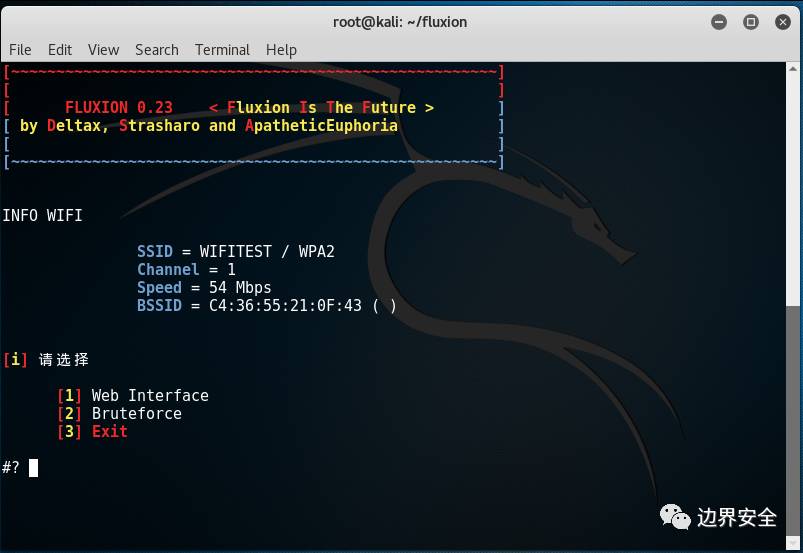 root@kali: ~/fluxion
File Edit View Search Terminal Help
[~~~~~~~~~~~~~~~~~~~~~~~~~~~~~~~~~~~~~~~~~~~~~~~~~~~~~~]
[                                                      ]
[      FLUXION 0.23    < Fluxion Is The Future >       ]
[ by Deltax, Strasharo and ApatheticEuphoria           ]
[                                                      ]
[~~~~~~~~~~~~~~~~~~~~~~~~~~~~~~~~~~~~~~~~~~~~~~~~~~~~~~]
INFO WIFI
SSID = WIFITEST / WPA2
Channel = 1
Speed = 54 Mbps
BSSID = C4:36:55:21:0F:43 ( )
[i] 请选择
[1] Web Interface
[2] Bruteforce
[3] Exit
#?
边界安全